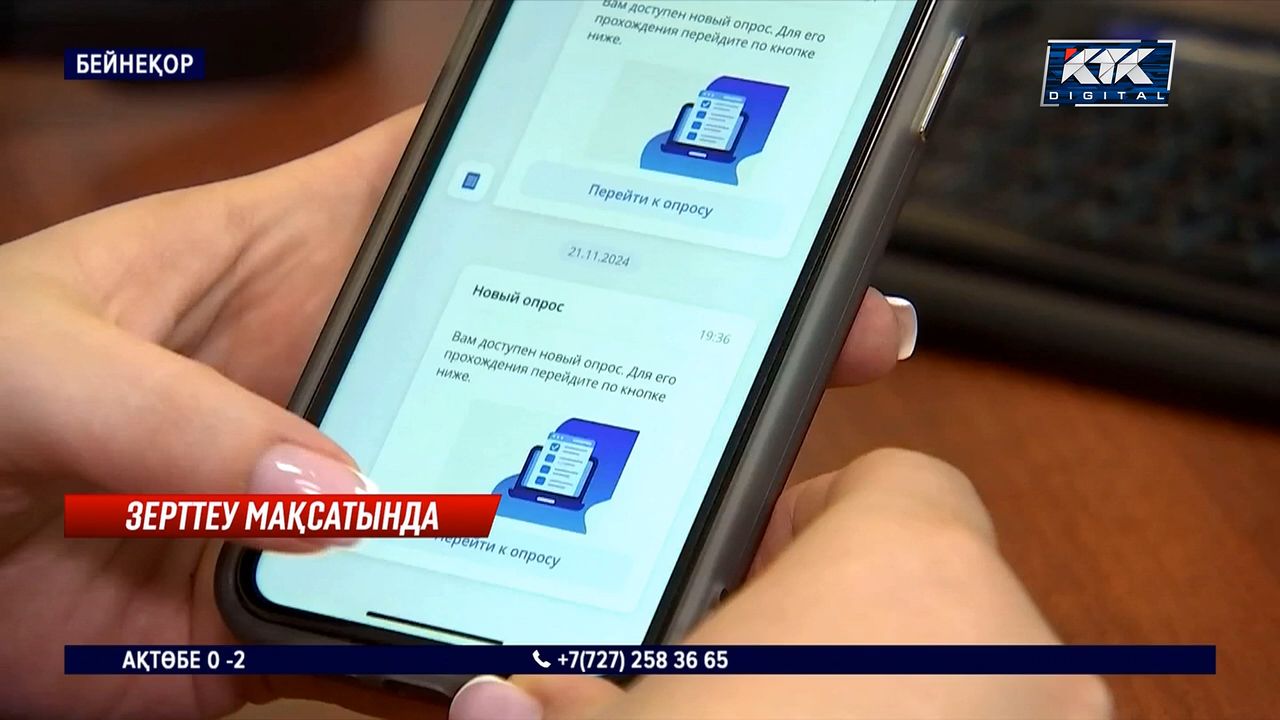 БЕЙНЕҚОР
КТК
DIGITAL
Вам доступен новый опрос. Для его
прохождения перейдите по кнопке
ниже.
Перейти к опросу
21.11.2024
Новый опрос
19:36
Вам доступен новый опрос. Для его
прохождения перейдите по кнопке
ниже.
Перейти к опросу
ЗЕРТТЕУ МАҚСАТЫНДА
АҚТӨБЕ 0 -2
+7(727) 258 36 65